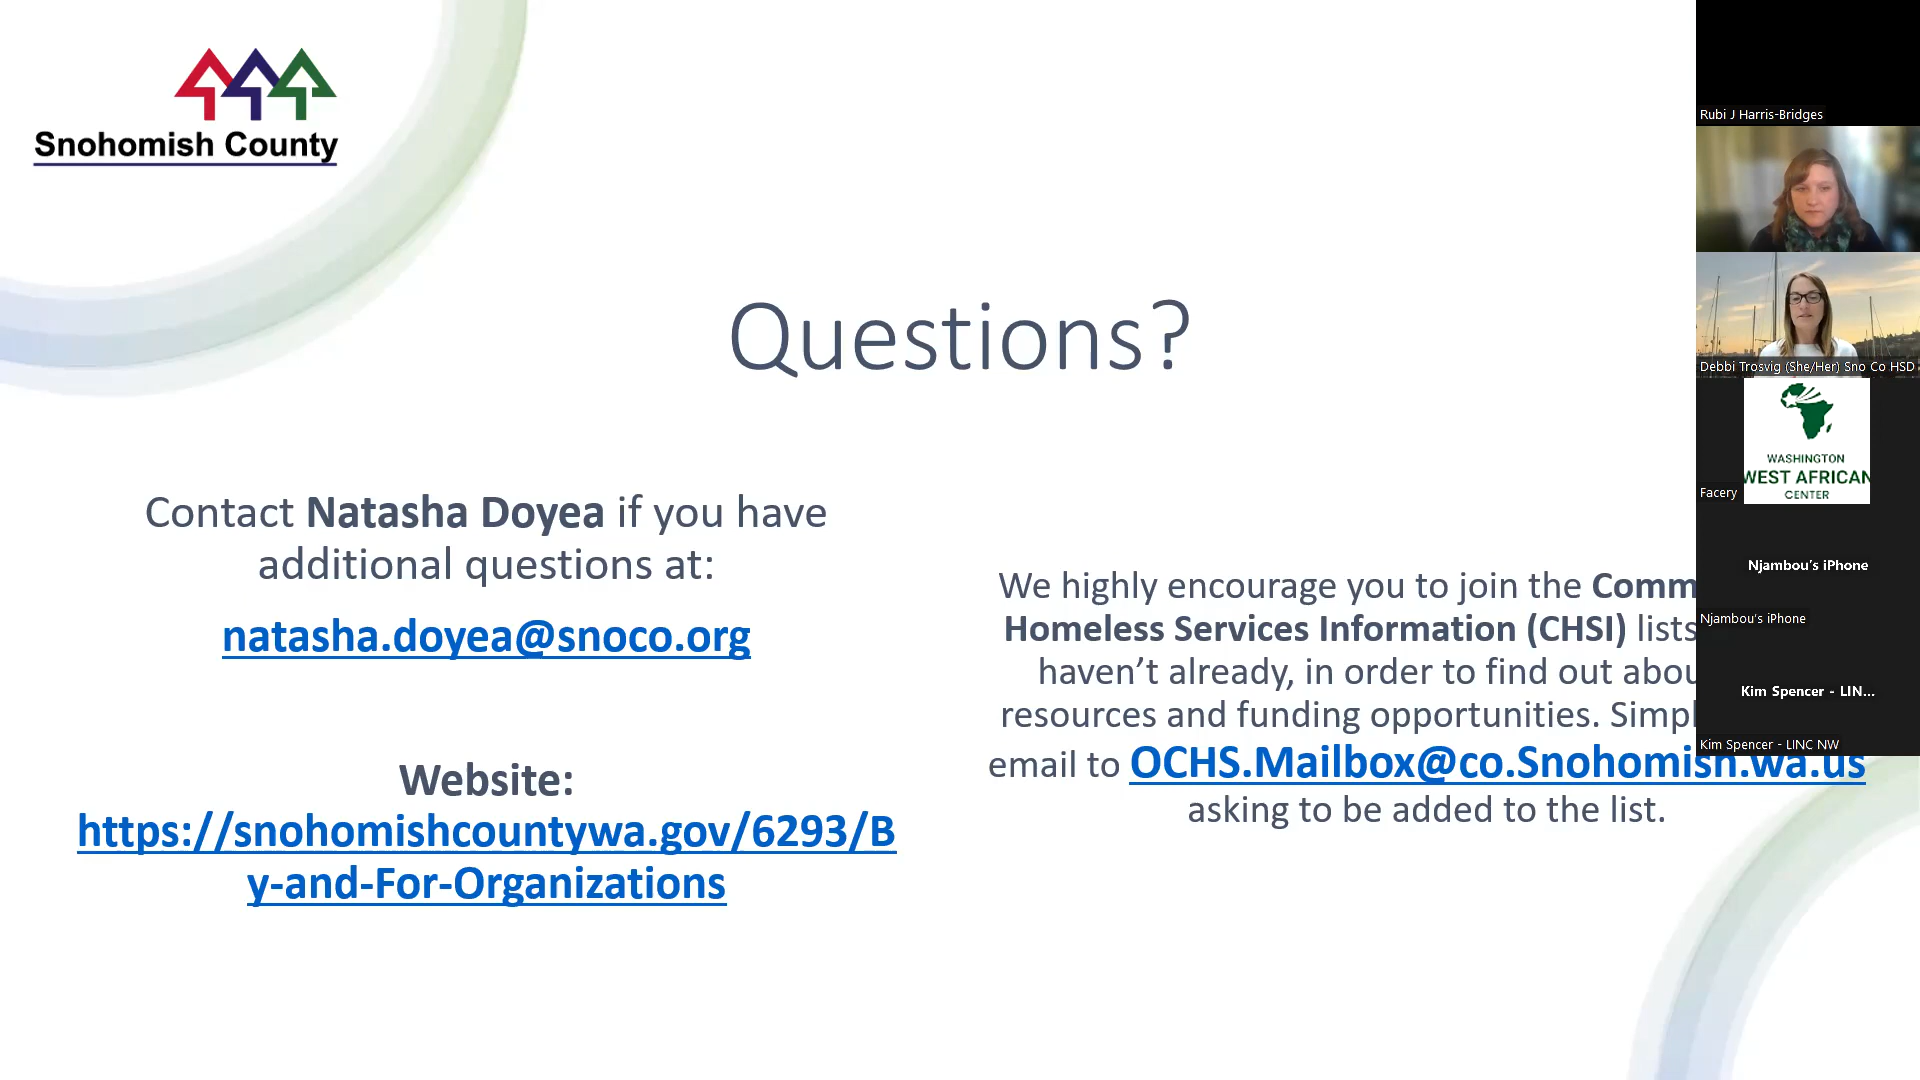 Snohomish County
Questions?
Contact Natasha Doyea if you have
additional questions at:
natasha.doyea@snoco.org
Website:
https://snohomishcountywa.gov/6293/B
y-and-For-Organizations
We highly encourage you to join the
Homeless Services Information (CHSI)
haven’t already, in order to find out
resources and funding opportunities.
email to OCHS.Mailbox@co.Snohomish.wa.us
asking to be added to the list.
Rubi J Harris-Bridges
Debbi Trosvig (She/Her) Sno Co HSD
WASHINGTON
WEST AFRICAN
CENTER
Facery
Njambou's iPhone
Njambou's iPhone
Kim Spencer - LIN...
Kim Spencer - LINC NW